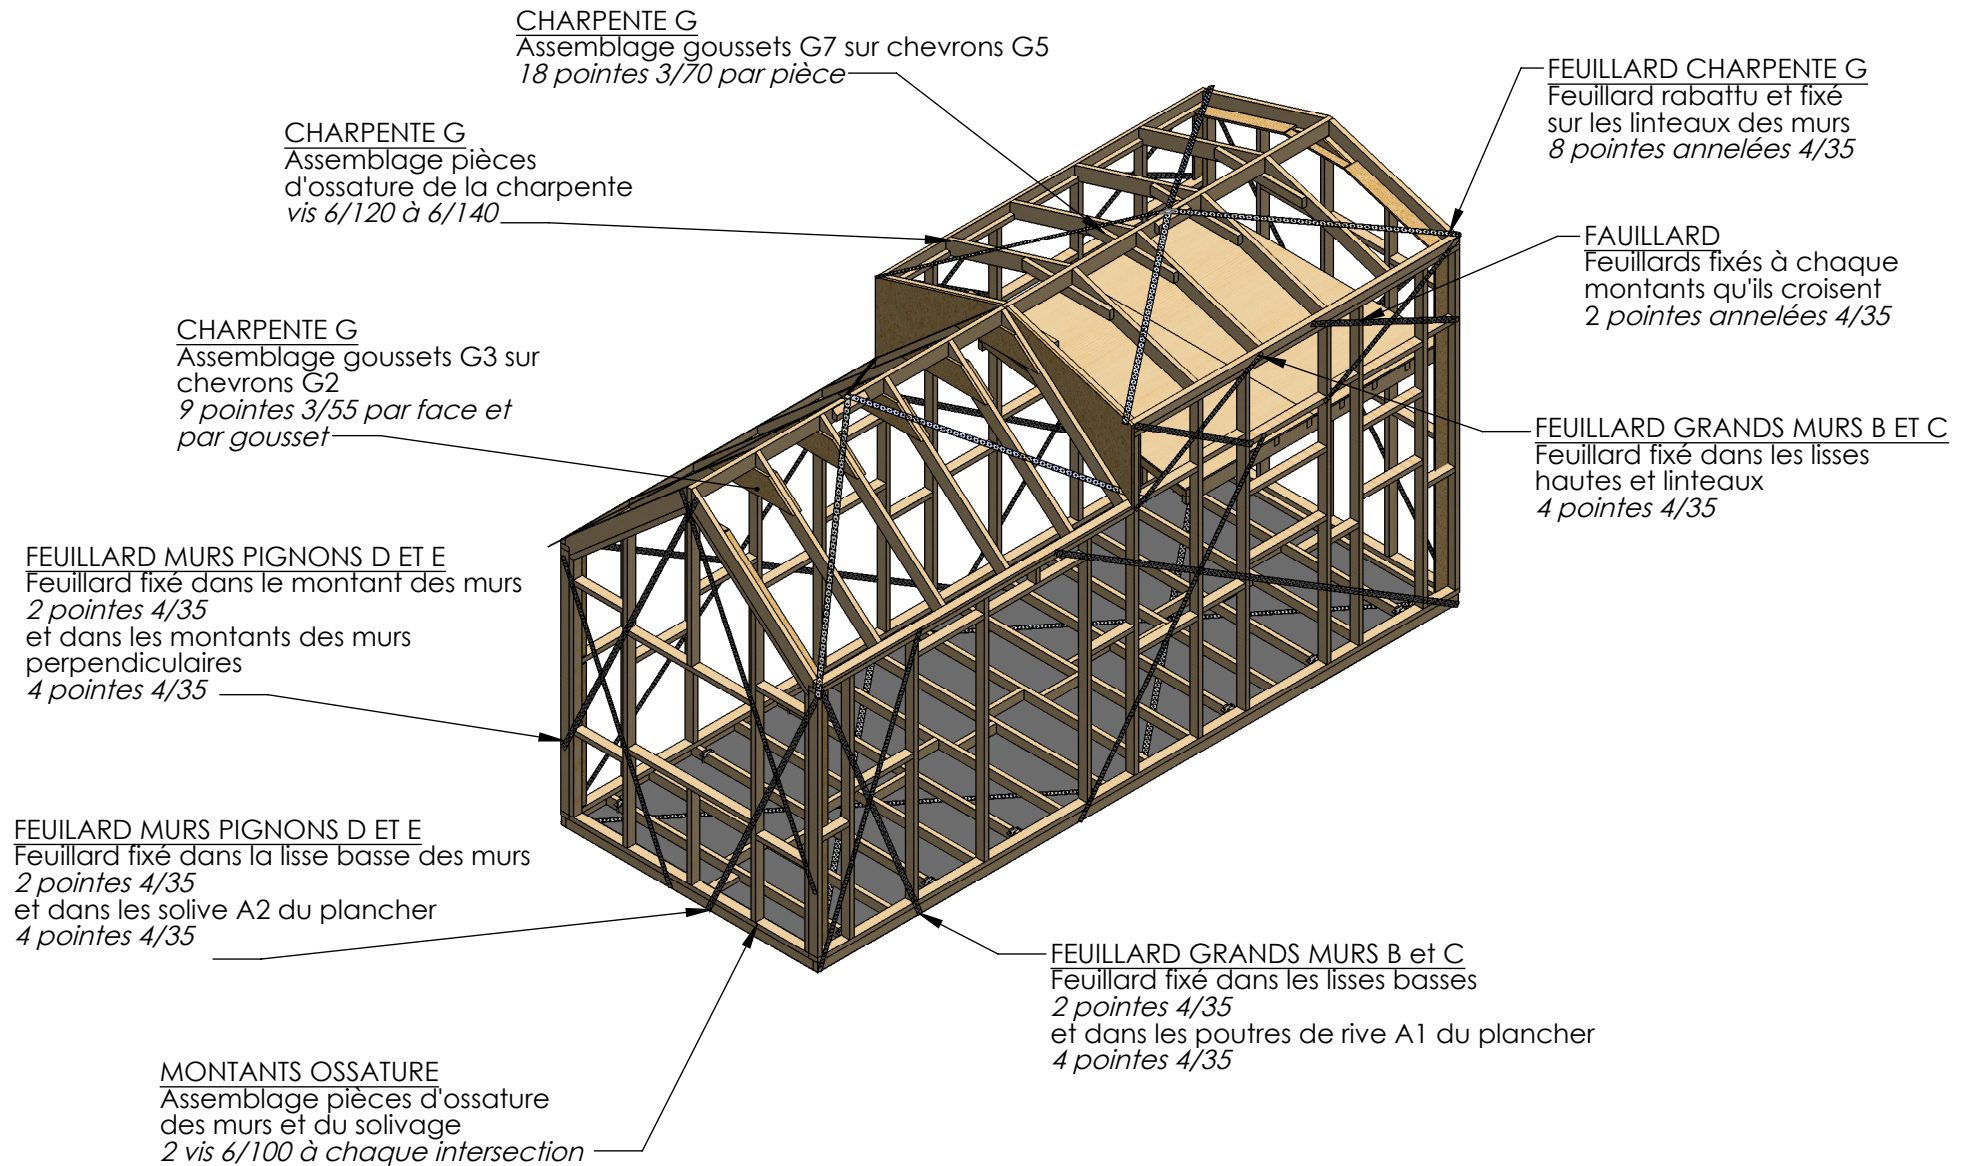 CHARPENTE G
Assemblage goussets G7 sur chevrons G5
18 pointes 3/70 par pièce
FEUILLARD CHARPENTE G
Feuillard rabattu et fixé
sur les linteaux des murs
8 pointes annelées 4/35
CHARPENTE G
Assemblage pièces
d'ossature de la charpente
vis 6/120 à 6/140
FAUILLARD
Feuillards fixés à chaque
montants qu'ils croisent
2 pointes annelées 4/35
CHARPENTE G
Assemblage goussets G3 sur
chevrons G2
9 pointes 3/55 par face et
par gousset
FEUILLARD GRANDS MURS B ET C
Feuillard fixé dans les lisses
hautes et linteaux
4 pointes 4/35
FEUILLARD MURS PIGNONS D ET E
Feuillard fixé dans le montant des murs
2 pointes 4/35
et dans les montants des murs
perpendiculaires
4 pointes 4/35
FEUILARD MURS PIGNONS D ET E
Feuillard fixé dans la lisse basse des murs
2 pointes 4/35
et dans les solive A2 du plancher
4 pointes 4/35
FEUILLARD GRANDS MURS B et C
Feuillard fixé dans les lisses basses
2 pointes 4/35
et dans les poutres de rive A1 du plancher
4 pointes 4/35
MONTANTS OSSATURE
Assemblage pièces d'ossature
des murs et du solivage
2 vis 6/100 à chaque intersection